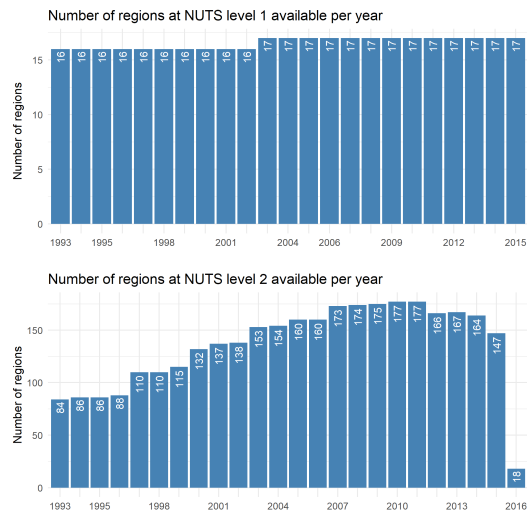 Number of regions at NUTS level 1 available per year
Number of regions
15
10
5
0
16 16 16 16 16 16 16 16 16 16 17 17 17 17 17 17 17 17 17 17 17 17 17
1993 1995 1998 2001 2004 2006 2009 2012 2015
Number of regions at NUTS level 2 available per year
Number of regions
150
100
50
0
84 86 86 88 110 110 115 132 137 138 153 154 160 160 173 174 175 177 177 166 167 164 147 18
1993 1995 1998 2001 2004 2007 2010 2013 2016